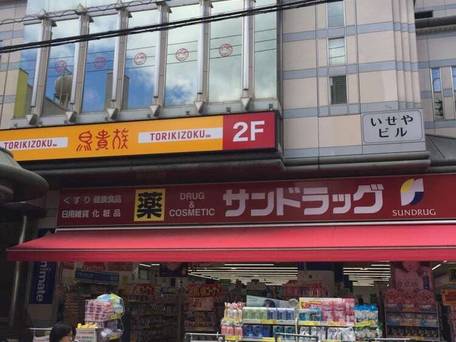 TORIKIZOKU
鳥貴族
TORIKIZOKU
2F
いせや
ビル
くすり 健康食品
日用雑貨 化粧品
薬
DRUG
&
COSMETIC
サンドラッグ
SUNDRUG
animate